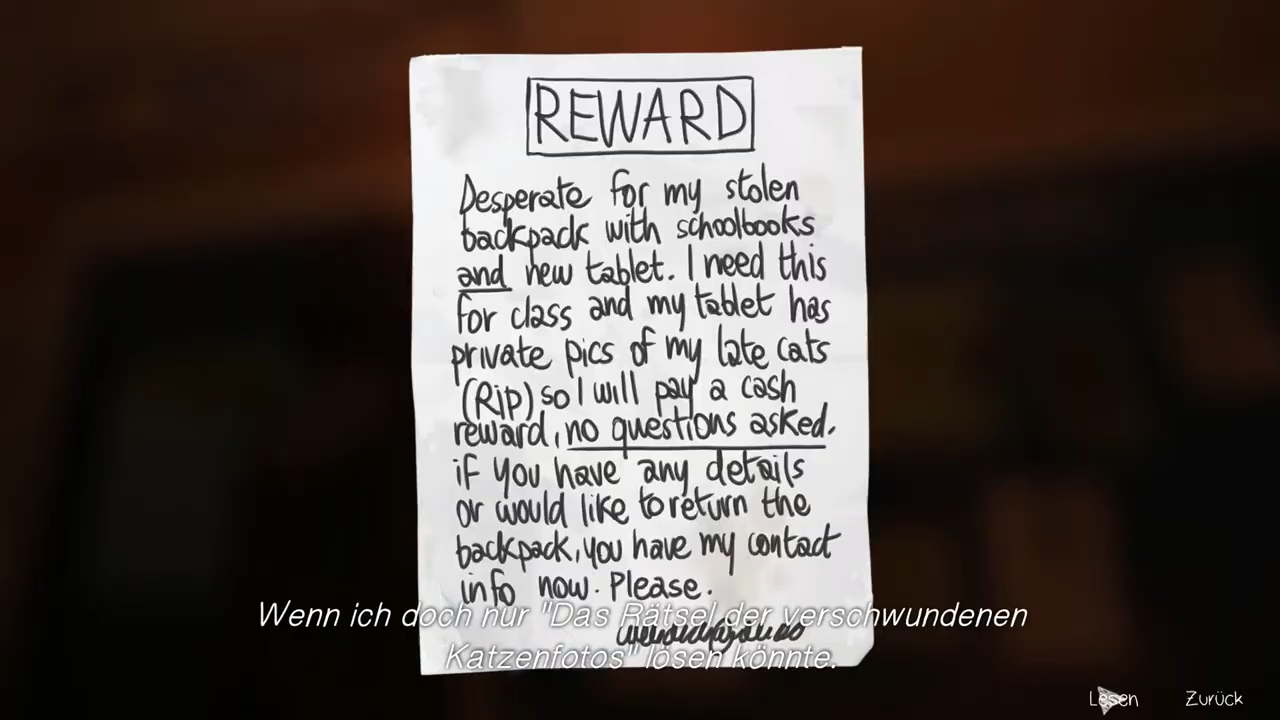 REWARD
Desperate for my stolen
backpack with schoolbooks
and new tablet. I need this
for class and my tablet has
private pics of my late cats
(Rip) so I will pay a cash
reward, no questions asked.
if you have any details
or would like to return the
backpack, you have my contact
info now. Please.
Wenn ich doch nur "Das Rätsel der verschwundenen
Katzenfotos" lösen könnte.
Lesen Zurück